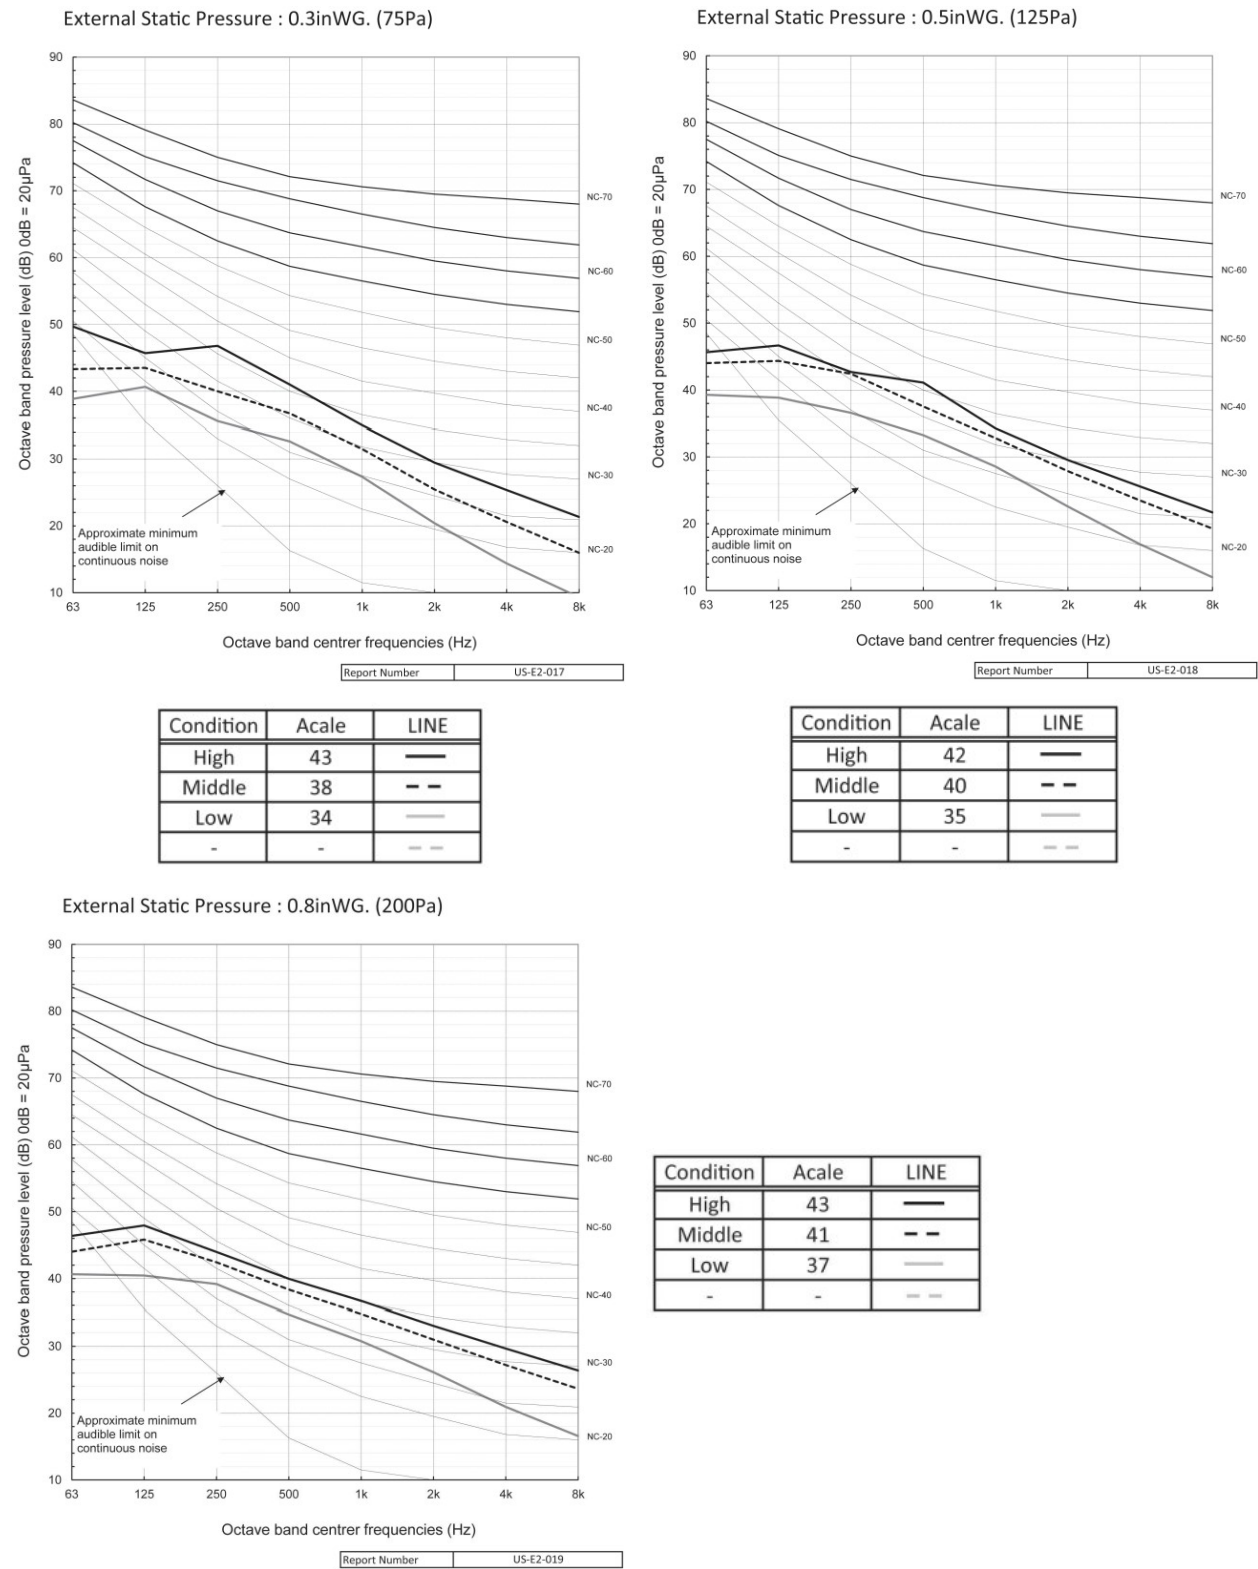 External Static Pressure : 0.3inWG. (75Pa)
90
80
70
60
50
40
30
20
10
Octave band pressure level (dB) 0dB = 20μPa
NC-70
NC-60
NC-50
NC-40
NC-30
NC-20
Approximate minimum
audible limit on
continuous noise
63 125 250 500 1k 2k 4k 8k
Octave band centrer frequencies (Hz)
Report Number US-E2-017
Condition Acale LINE
High 43
Middle 38
Low 34
- -
External Static Pressure : 0.5inWG. (125Pa)
90
80
70
60
50
40
30
20
10
Octave band pressure level (dB) 0dB = 20μPa
NC-70
NC-60
NC-50
NC-40
NC-30
NC-20
Approximate minimum
audible limit on
continuous noise
63 125 250 500 1k 2k 4k 8k
Octave band centrer frequencies (Hz)
Report Number US-E2-018
Condition Acale LINE
High 42
Middle 40
Low 35
- -
External Static Pressure : 0.8inWG. (200Pa)
90
80
70
60
50
40
30
20
10
Octave band pressure level (dB) 0dB = 20μPa
NC-70
NC-60
NC-50
NC-40
NC-30
NC-20
Approximate minimum
audible limit on
continuous noise
63 125 250 500 1k 2k 4k 8k
Octave band centrer frequencies (Hz)
Report Number US-E2-019
Condition Acale LINE
High 43
Middle 41
Low 37
- -